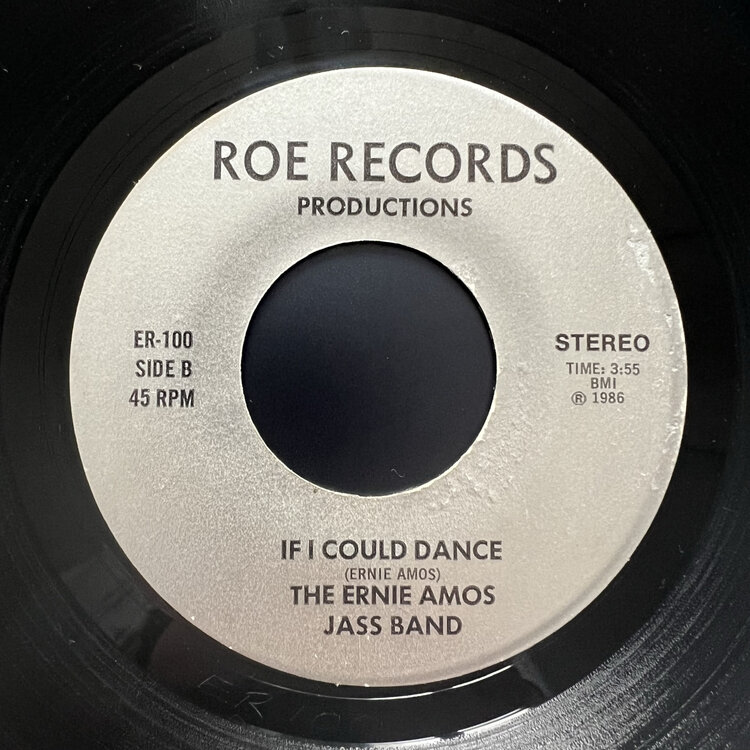 ROE RECORDS
PRODUCTIONS
ER-100
SIDE B
45 RPM
STEREO
TIME: 3:55
BMI
® 1986
IF I COULD DANCE
(ERNIE AMOS)
THE ERNIE AMOS
JASS BAND